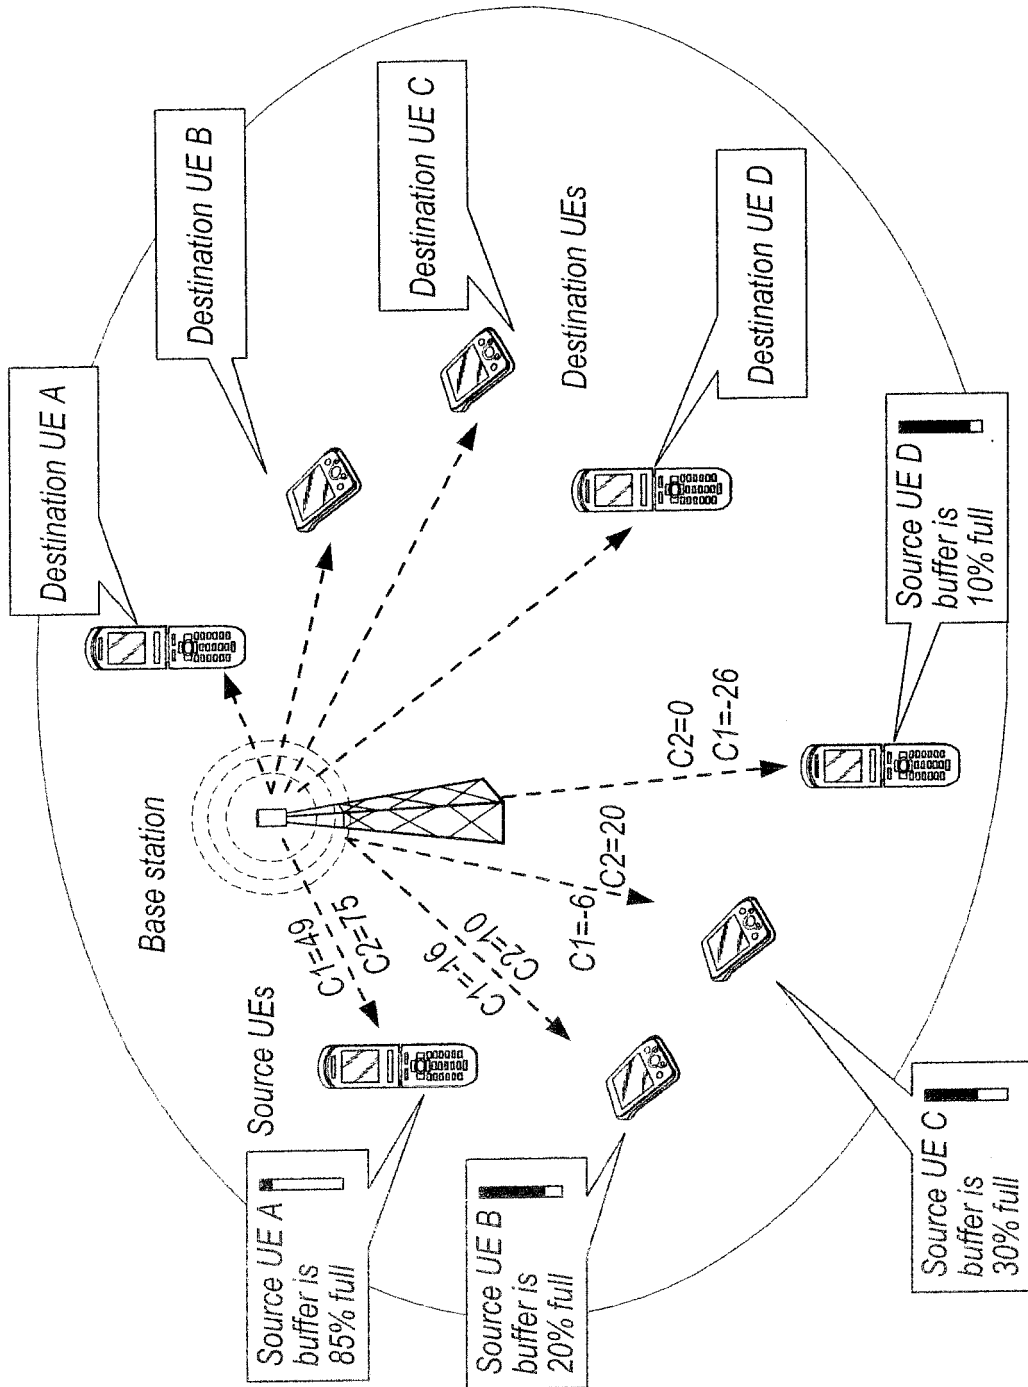 Source UE A
buffer is
85% full
Source UE B
buffer is
20% full
Source UE C
buffer is
30% full
Source UEs
Base station
C1=49
C2=75
C1=-16
C2=10
C1=-6
C2=20
C2=0
C1=-26
Source UE D
buffer is
10% full
Destination UE A
Destination UE B
Destination UE C
Destination UEs
Destination UE D